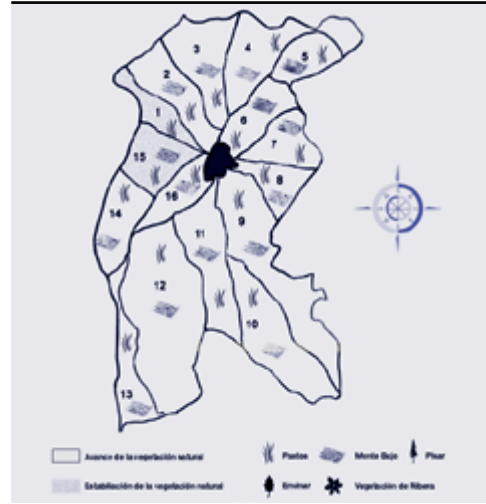 3
4
5
2
1
6
7
15
8
16
14
9
11
12
10
13
Avance de la vegetación natural
Pastos
Monte Bajo
Pinar
Estabilización de la vegetación natural
Encinar
Vegetación de Ribera